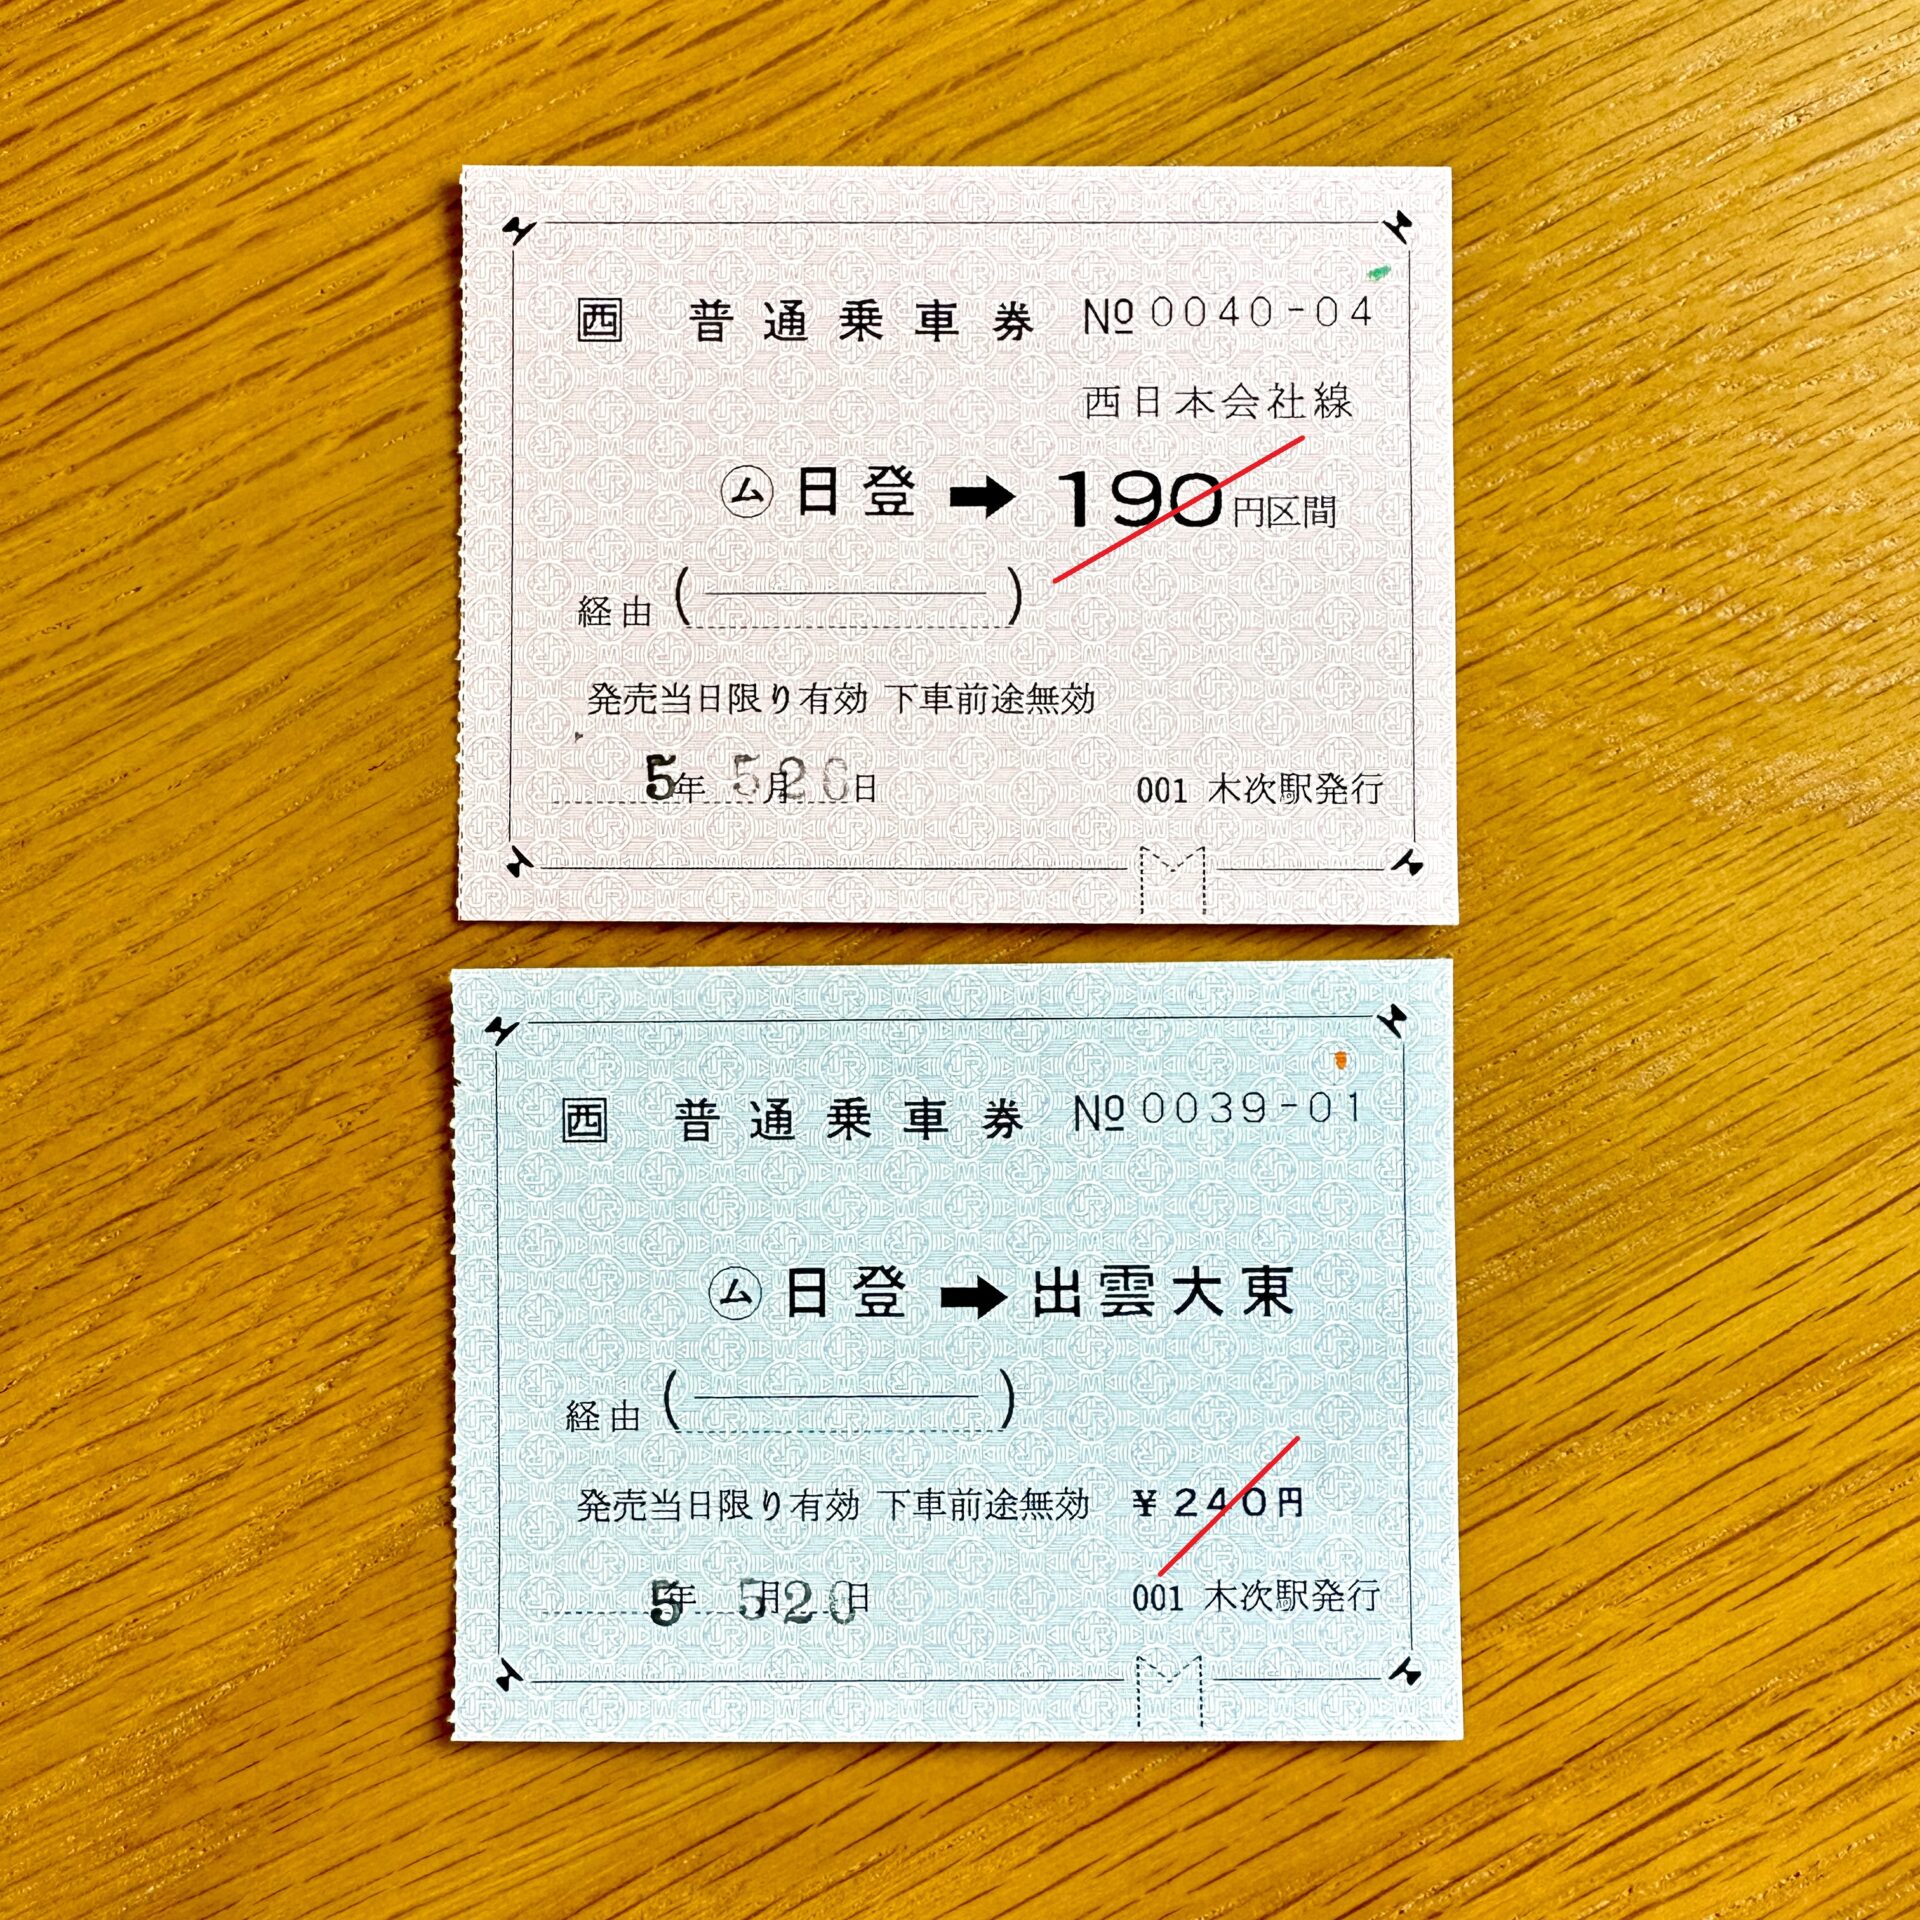 西 普通乗車券 №0040-04
西日本会社線
ム 日登 ➡ 190円区間
経由 ( )
発売当日限り有効 下車前途無効
5年 5月20日
001 木次駅発行
西 普通乗車券 №0039-01
ム 日登 ➡ 出雲大東
経由 ( )
発売当日限り有効 下車前途無効 ¥240円
5年 5月20日
001 木次駅発行